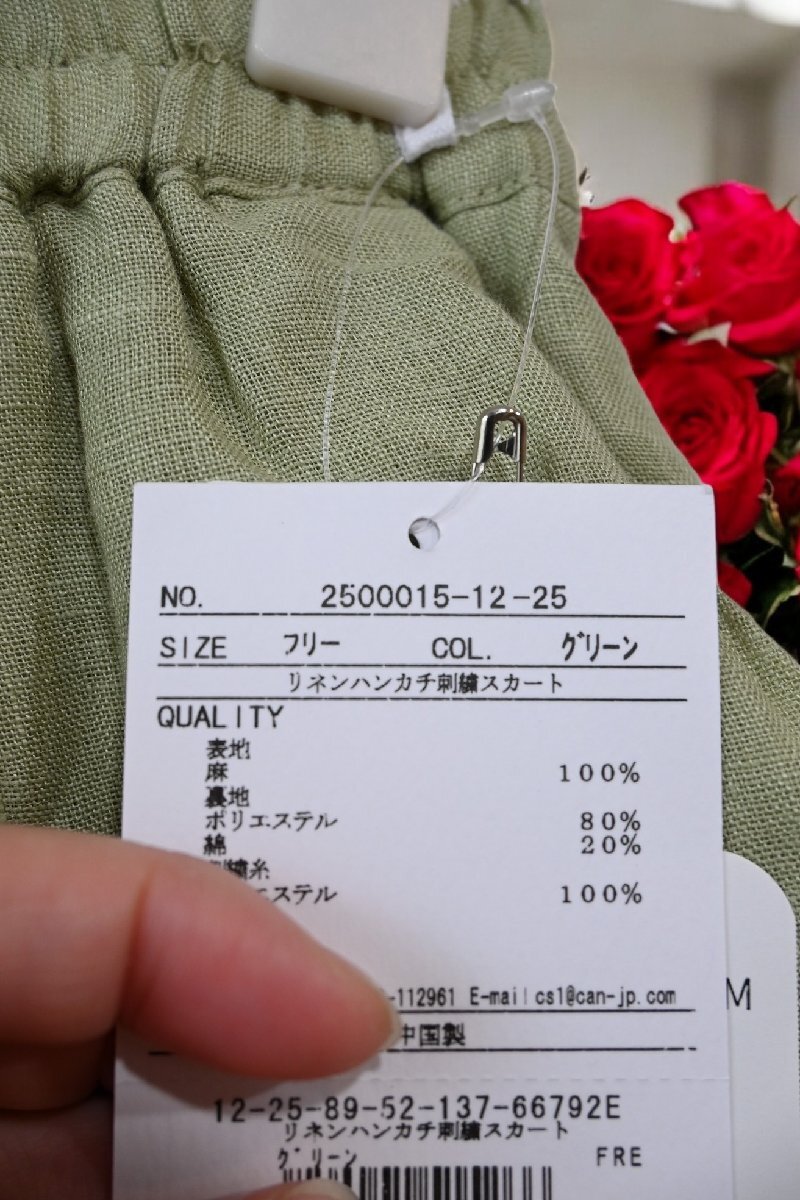 NO. 2500015-12-25
SIZE フリー COL. グリーン
リネンハンカチ刺繍スカート
QUALITY
表地
麻 100%
裏地
ポリエステル 80%
綿 20%
刺繍糸
エステル 100%
-112961 E-mail cs1@can-jp.com
M
中国製
12-25-89-52-137-66792E
リネンハンカチ刺繍スカート
グリーン FRE